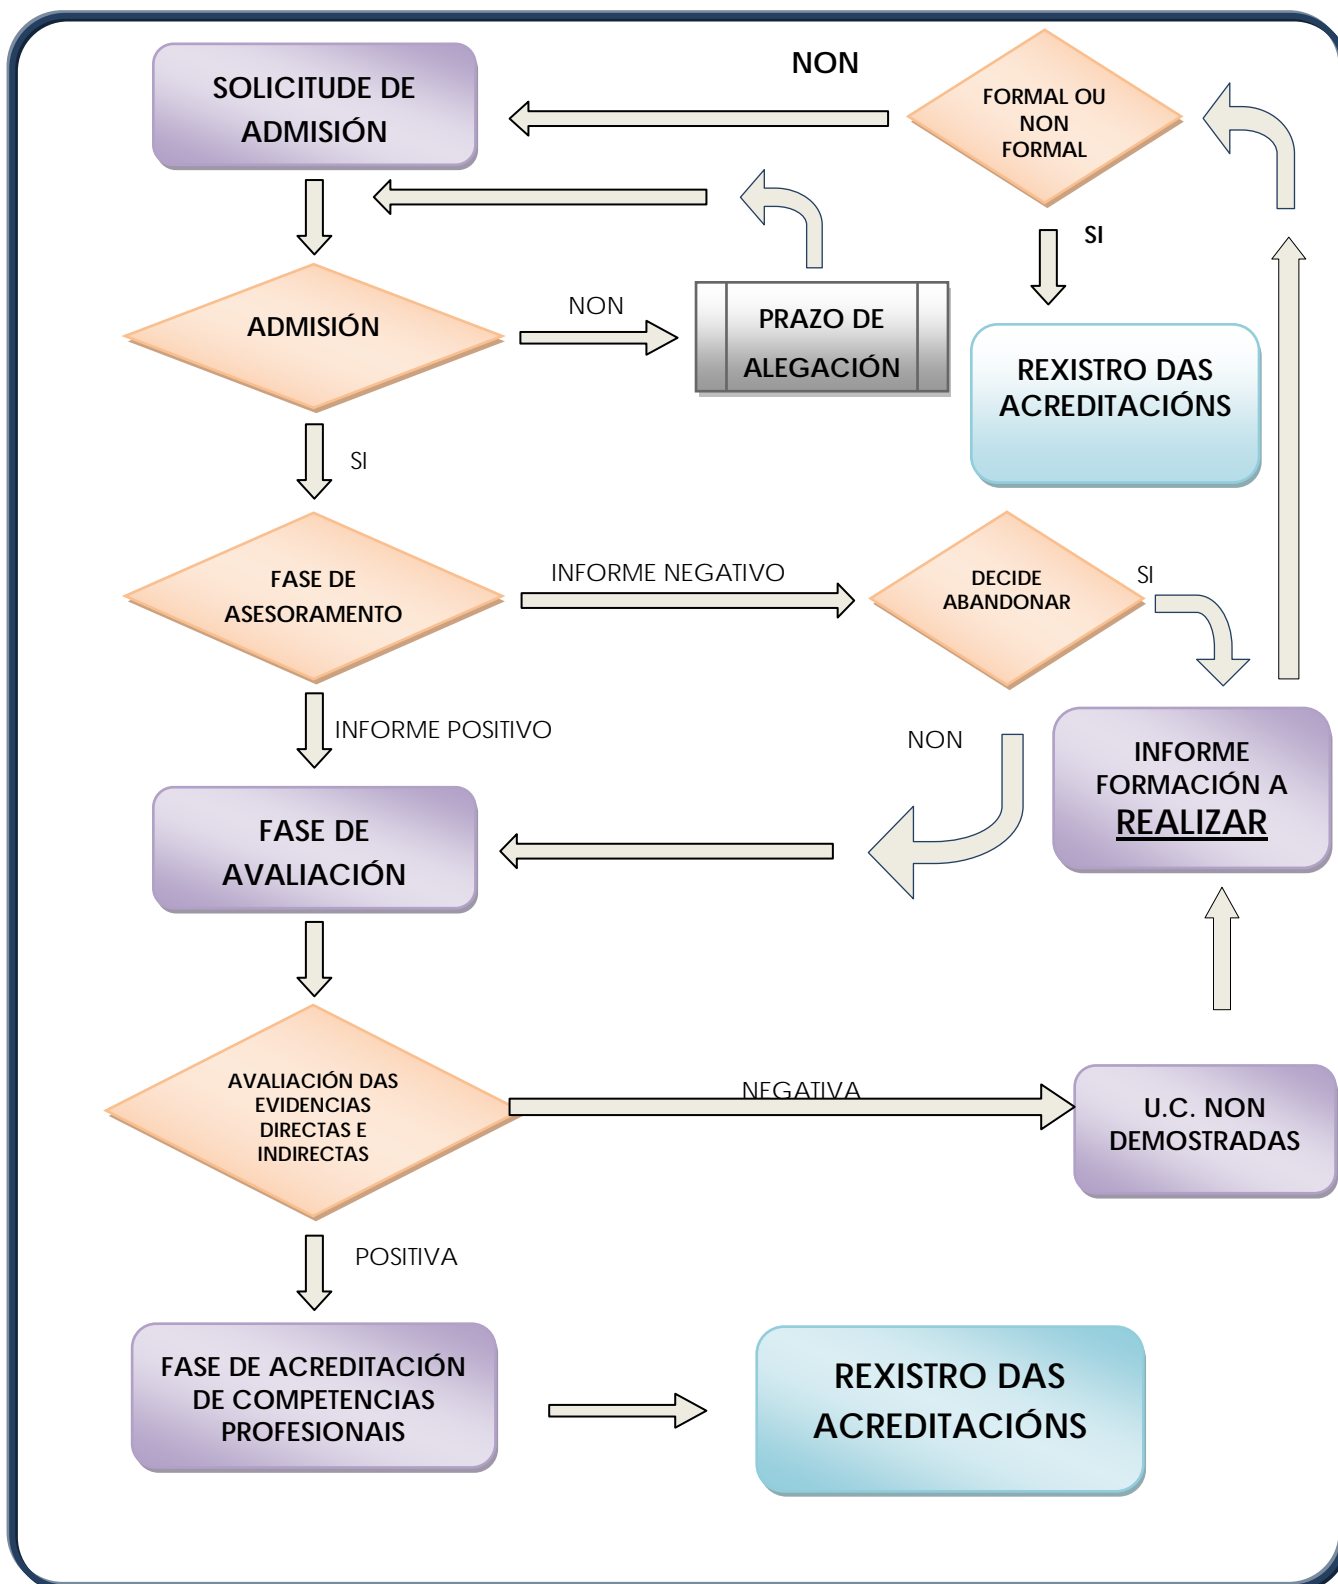 SOLICITUDE DE
ADMISIÓN
NON
FORMAL OU
NON
FORMAL
SI
ADMISIÓN
NON
PRAZO DE
ALEGACIÓN
REXISTRO DAS
ACREDITACIÓNS
SI
FASE DE
ASESORAMENTO
INFORME NEGATIVO
DECIDE
ABANDONAR
SI
INFORME POSITIVO
NON
INFORME
FORMACIÓN A
REALIZAR
FASE DE
AVALIACIÓN
AVALIACIÓN DAS
EVIDENCIAS
DIRECTAS E
INDIRECTAS
NEGATIVA
U.C. NON
DEMOSTRADAS
POSITIVA
FASE DE ACREDITACIÓN
DE COMPETENCIAS
PROFESIONAIS
REXISTRO DAS
ACREDITACIÓNS